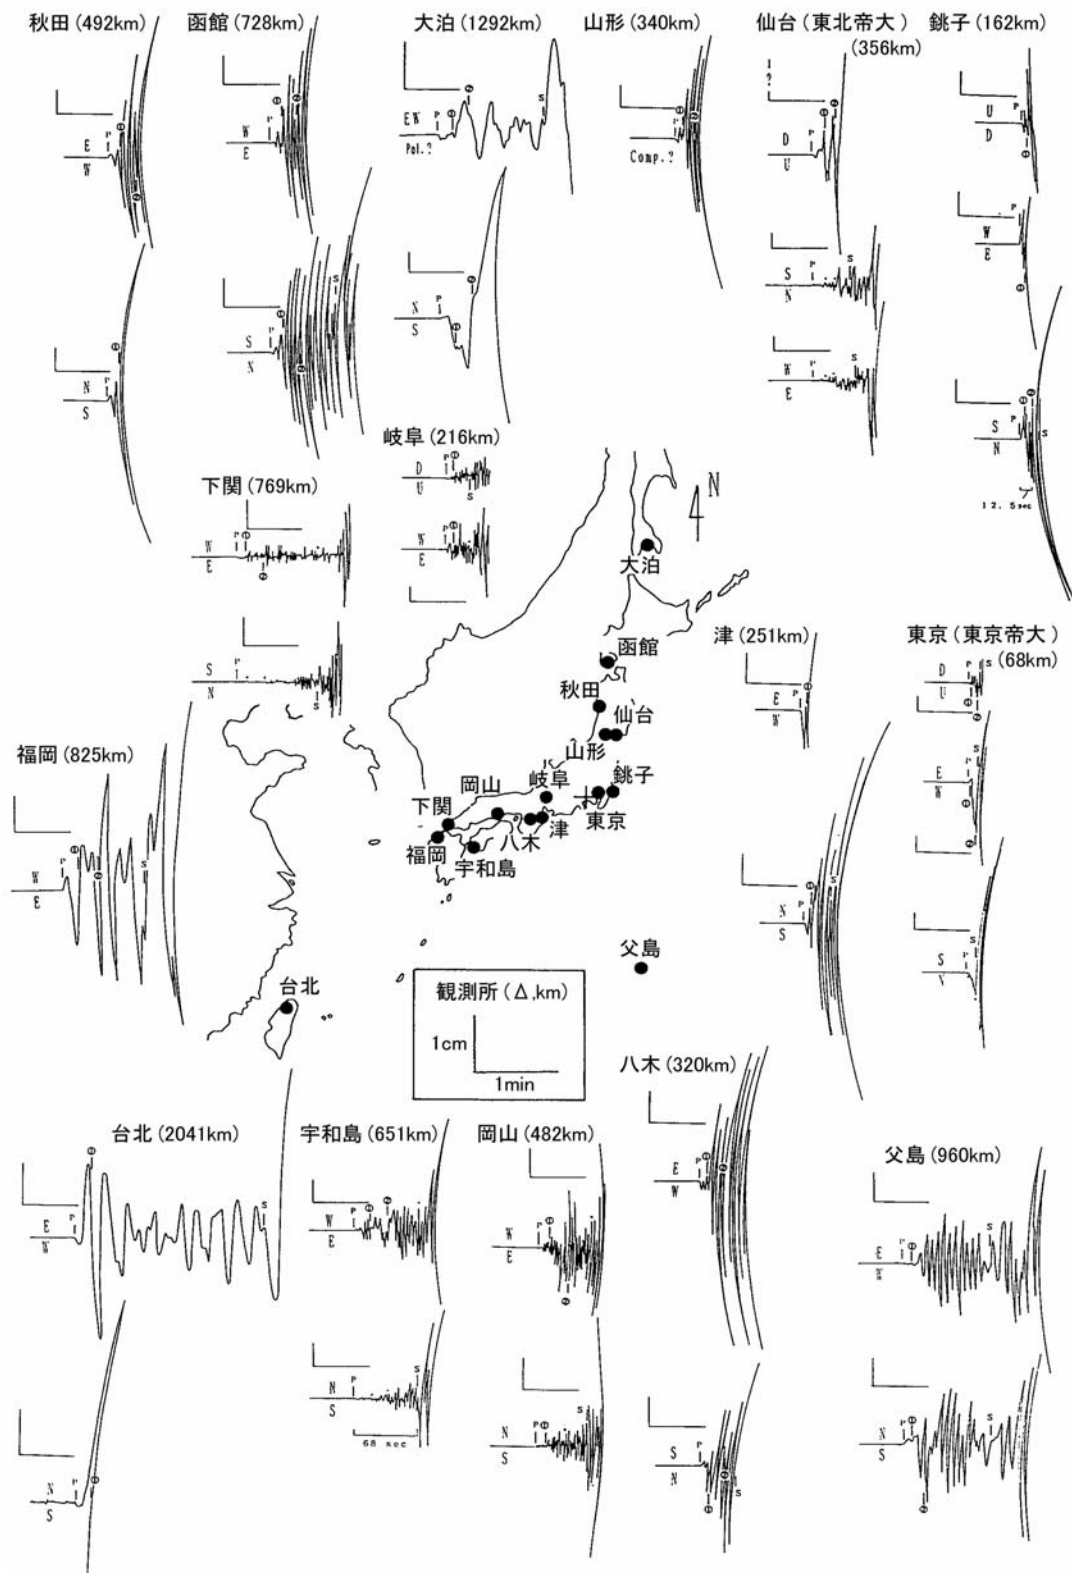 秋田(492km)
函館(728km)
大泊(1292km)
山形(340km)
仙台(東北帝大)
(356km)
銚子(162km)
E
W
P
W
E
P
EW
Pol.?
P
S
Comp.?
P
D
U
P
U
D
P
W
E
P
N
S
P
S
N
P
S
N
S
P
S
N
P
S
W
E
P
S
S
N
P
S
12.5sec
岐阜(216km)
D
U
P
S
W
E
P
下関(769km)
W
E
P
S
N
P
S
N
大泊
函館
秋田
仙台
山形
岐阜
銚子
岡山
東京
下関
津
八木
福岡
宇和島
父島
台北
津(251km)
E
W
P
N
S
P
S
東京(東京帝大)
(68km)
D
U
P
S
E
W
P
S
P
S
福岡(825km)
W
E
P
S
観測所(Δ,km)
1cm
1min
八木(320km)
E
W
P
S
N
P
S
台北(2041km)
E
W
P
S
N
S
P
宇和島(651km)
W
E
P
N
S
P
S
68 sec
岡山(482km)
W
E
P
S
N
S
P
S
父島(960km)
E
W
P
S
N
S
P
S